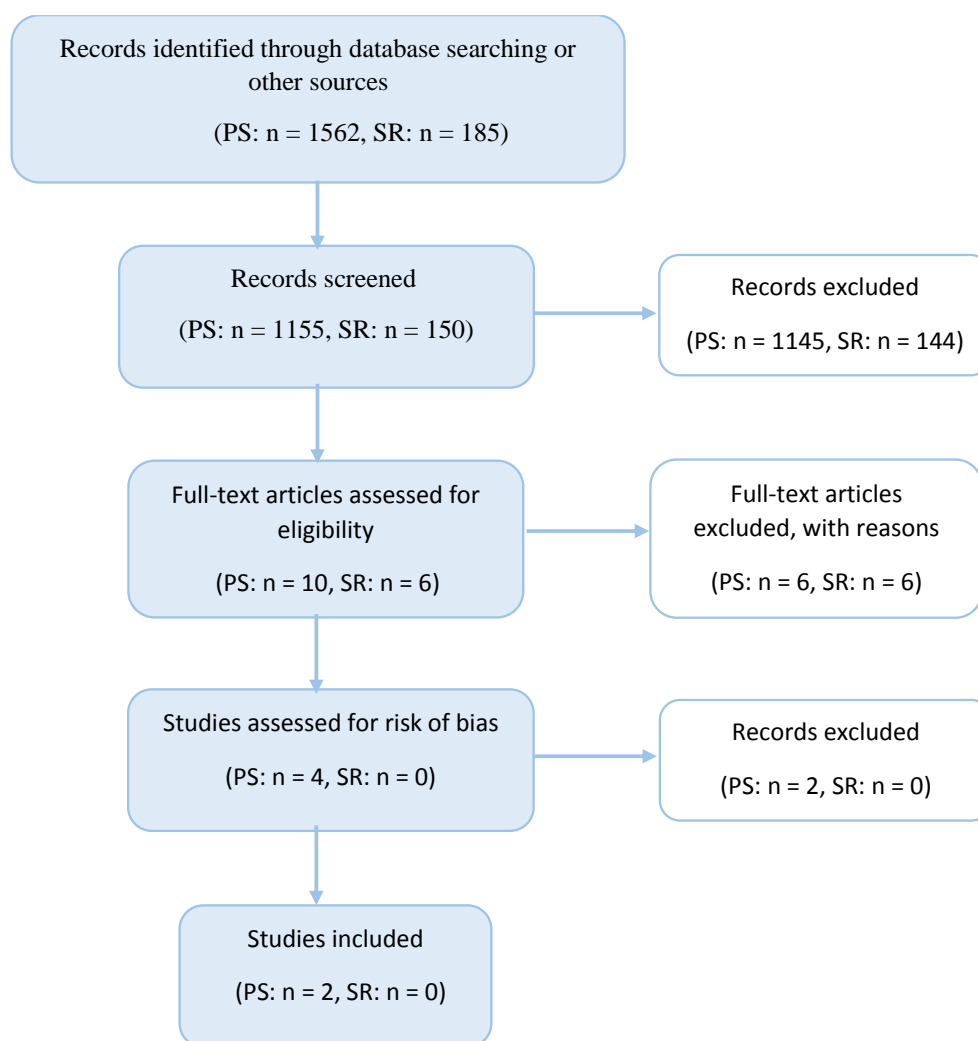 Records identified through database searching or
other sources
(PS: n = 1562, SR: n = 185)
Records screened
(PS: n = 1155, SR: n = 150)
Records excluded
(PS: n = 1145, SR: n = 144)
Full-text articles assessed for
eligibility
(PS: n = 10, SR: n = 6)
Full-text articles
excluded, with reasons
(PS: n = 6, SR: n = 6)
Studies assessed for risk of bias
(PS: n = 4, SR: n = 0)
Records excluded
(PS: n = 2, SR: n = 0)
Studies included
(PS: n = 2, SR: n = 0)